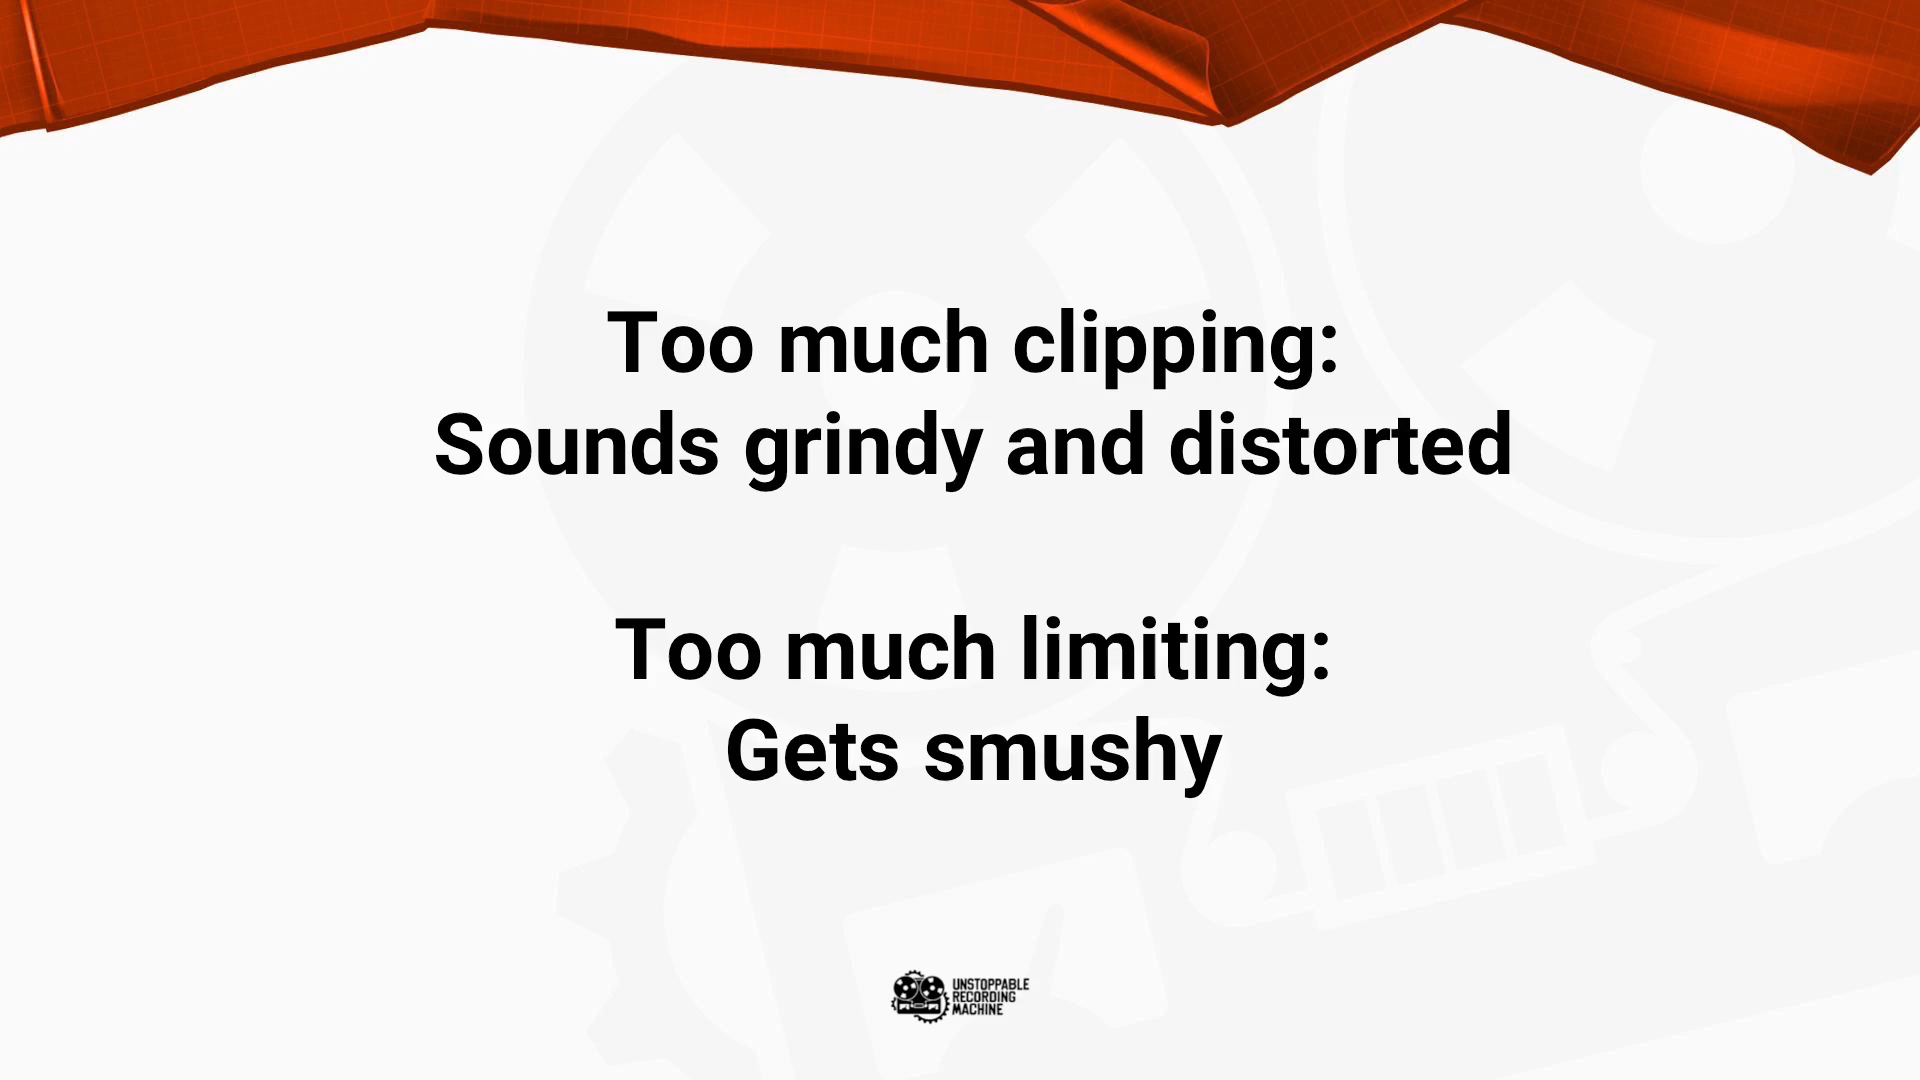 Too much clipping:
Sounds grindy and distorted
Too much limiting:
Gets smushy
UNSTOPPABLE
RECORDING
MACHINE